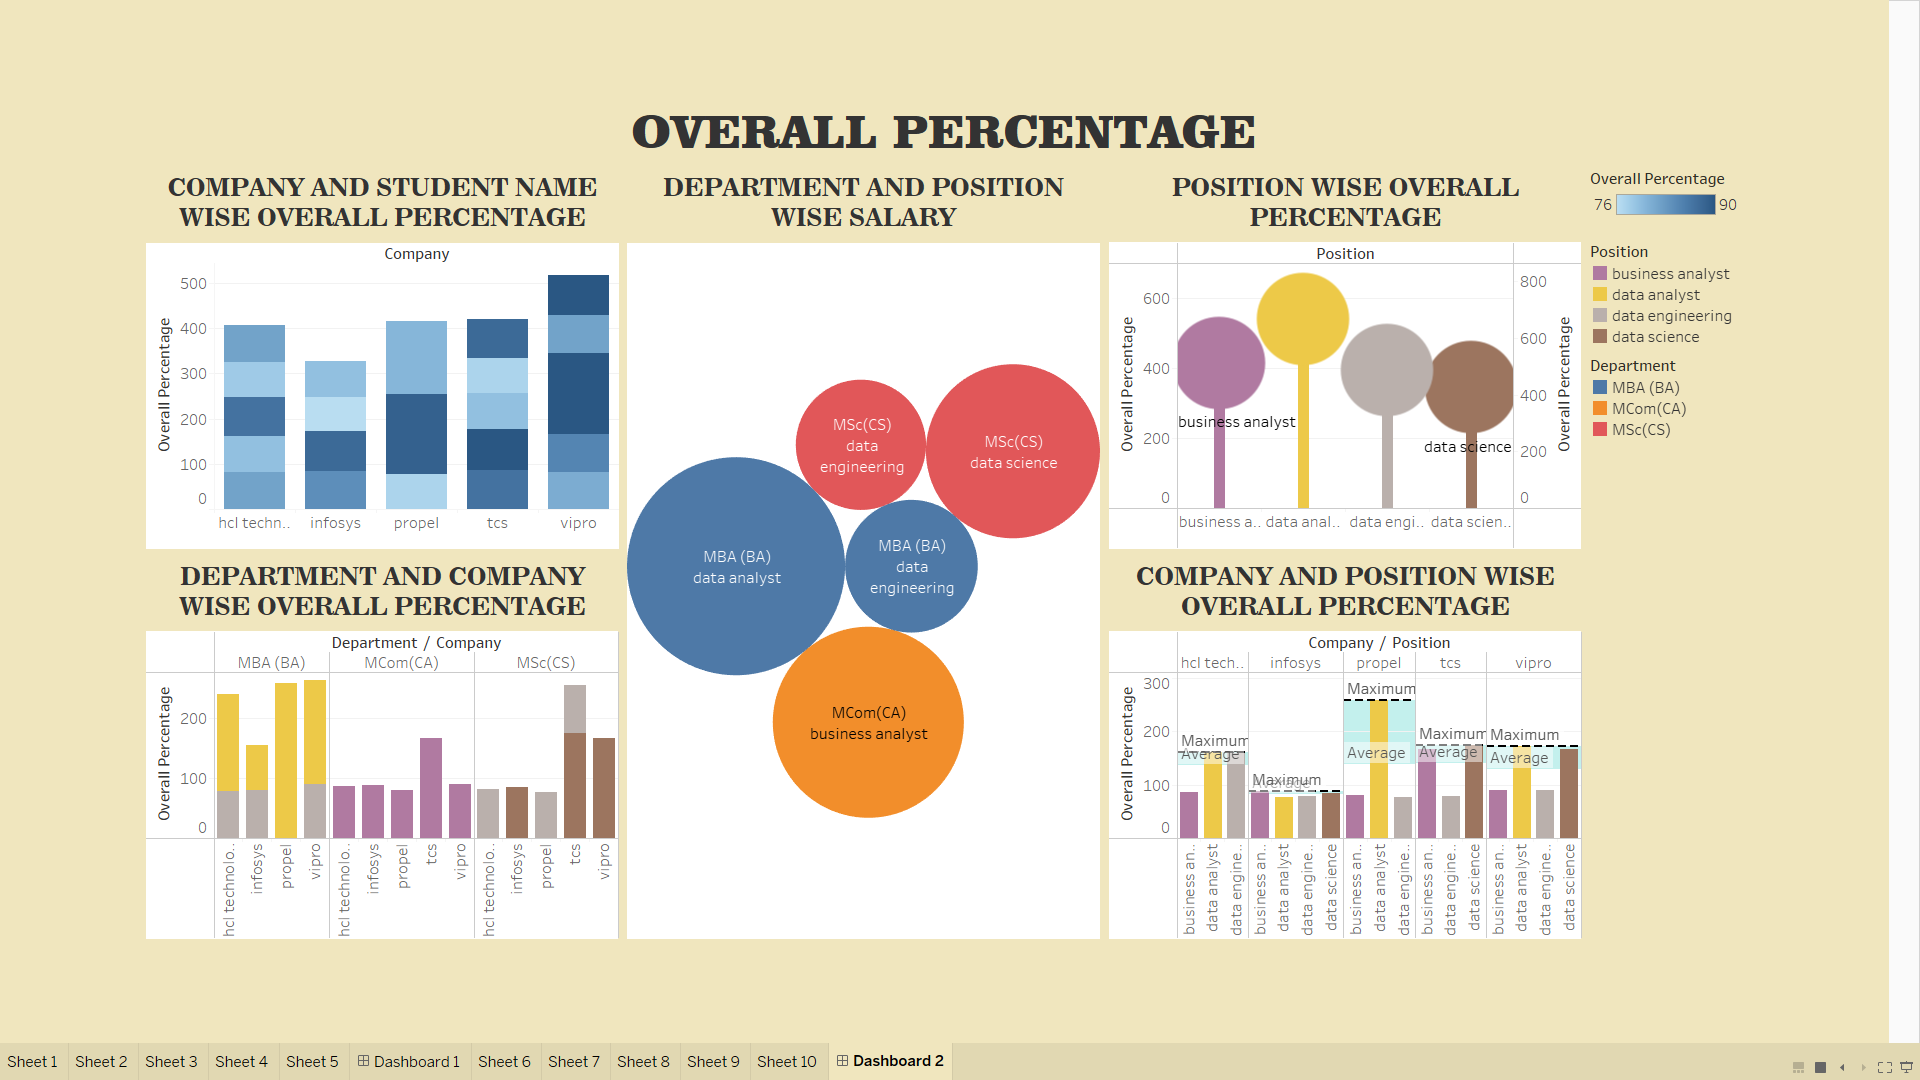 OVERALL PERCENTAGE
COMPANY AND STUDENT NAME
WISE OVERALL PERCENTAGE
Company
Overall Percentage
500
400
300
200
100
0
hcl techn..
infosys
propel
tcs
vipro
DEPARTMENT AND COMPANY
WISE OVERALL PERCENTAGE
Department / Company
MBA (BA)
MCom(CA)
MSc(CS)
Overall Percentage
200
100
0
hcl technolo..
infosys
propel
vipro
hcl technolo..
infosys
propel
tcs
vipro
hcl technolo..
infosys
propel
tcs
vipro
DEPARTMENT AND POSITION
WISE SALARY
MSc(CS)
data
engineering
MSc(CS)
data science
MBA (BA)
data analyst
MBA (BA)
data
engineering
MCom(CA)
business analyst
POSITION WISE OVERALL
PERCENTAGE
Position
Overall Percentage
600
400
200
0
800
600
400
200
0
Overall Percentage
business analyst
data science
business a..
data anal..
data engi..
data scien..
COMPANY AND POSITION WISE
OVERALL PERCENTAGE
Company / Position
hcl tech..
infosys
propel
tcs
vipro
Overall Percentage
300
200
100
0
Maximum
Average
Maximum
Average
Maximum
Average
Maximum
Average
Maximum
Average
business an..
data analyst
data engine..
business an..
data analyst
data engine..
data science
business an..
data analyst
data engine..
business an..
data engine..
data science
business an..
data analyst
data engine..
data science
Overall Percentage
76
90
Position
business analyst
data analyst
data engineering
data science
Department
MBA (BA)
MCom(CA)
MSc(CS)
Sheet 1
Sheet 2
Sheet 3
Sheet 4
Sheet 5
Dashboard 1
Sheet 6
Sheet 7
Sheet 8
Sheet 9
Sheet 10
Dashboard 2